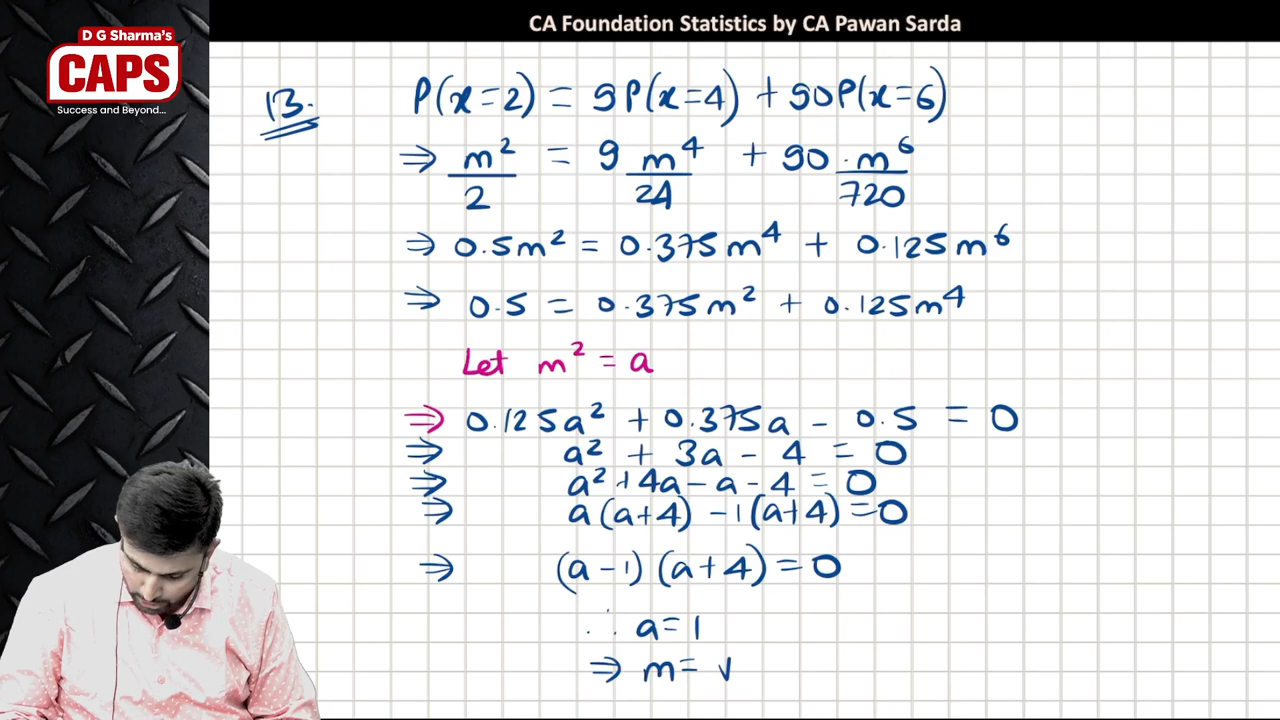 CA Foundation Statistics by CA Pawan Sarda
D G Sharma's
CAPS
Success and Beyond...
13.
P(x=2) = 9P(x=4) + 90P(x=6)
⇒ m²/2 = 9 m⁴/24 + 90 · m⁶/720
⇒ 0.5m² = 0.375m⁴ + 0.125m⁶
⇒ 0.5 = 0.375m² + 0.125m⁴
Let m² = a
⇒ 0.125a² + 0.375a - 0.5 = 0
⇒ a² + 3a - 4 = 0
⇒ a² + 4a - a - 4 = 0
⇒ a(a+4) - 1(a+4) = 0
⇒ (a-1)(a+4) = 0
∴ a = 1
⇒ m =